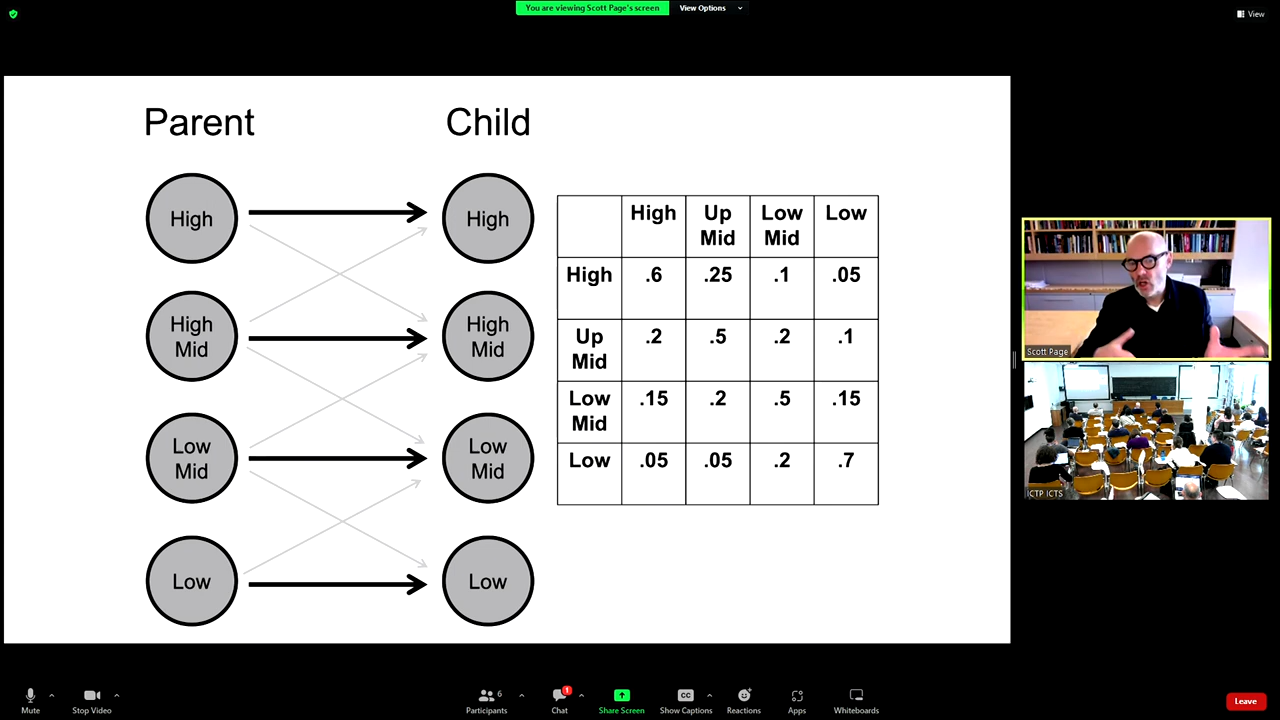 You are viewing Scott Page's screen
View Options
View
Parent
Child
High
High
High
Mid
High
Mid
Low
Mid
Low
Mid
Low
Low
High
Up
Mid
Low
Mid
Low
High
.6
.25
.1
.05
Up
Mid
.2
.5
.2
.1
Low
Mid
.15
.2
.5
.15
Low
.05
.05
.2
.7
Scott Page
ICTP ICTS
Mute
Stop Video
6
Participants
1
Chat
Share Screen
CC
Show Captions
Reactions
Apps
Whiteboards
Leave